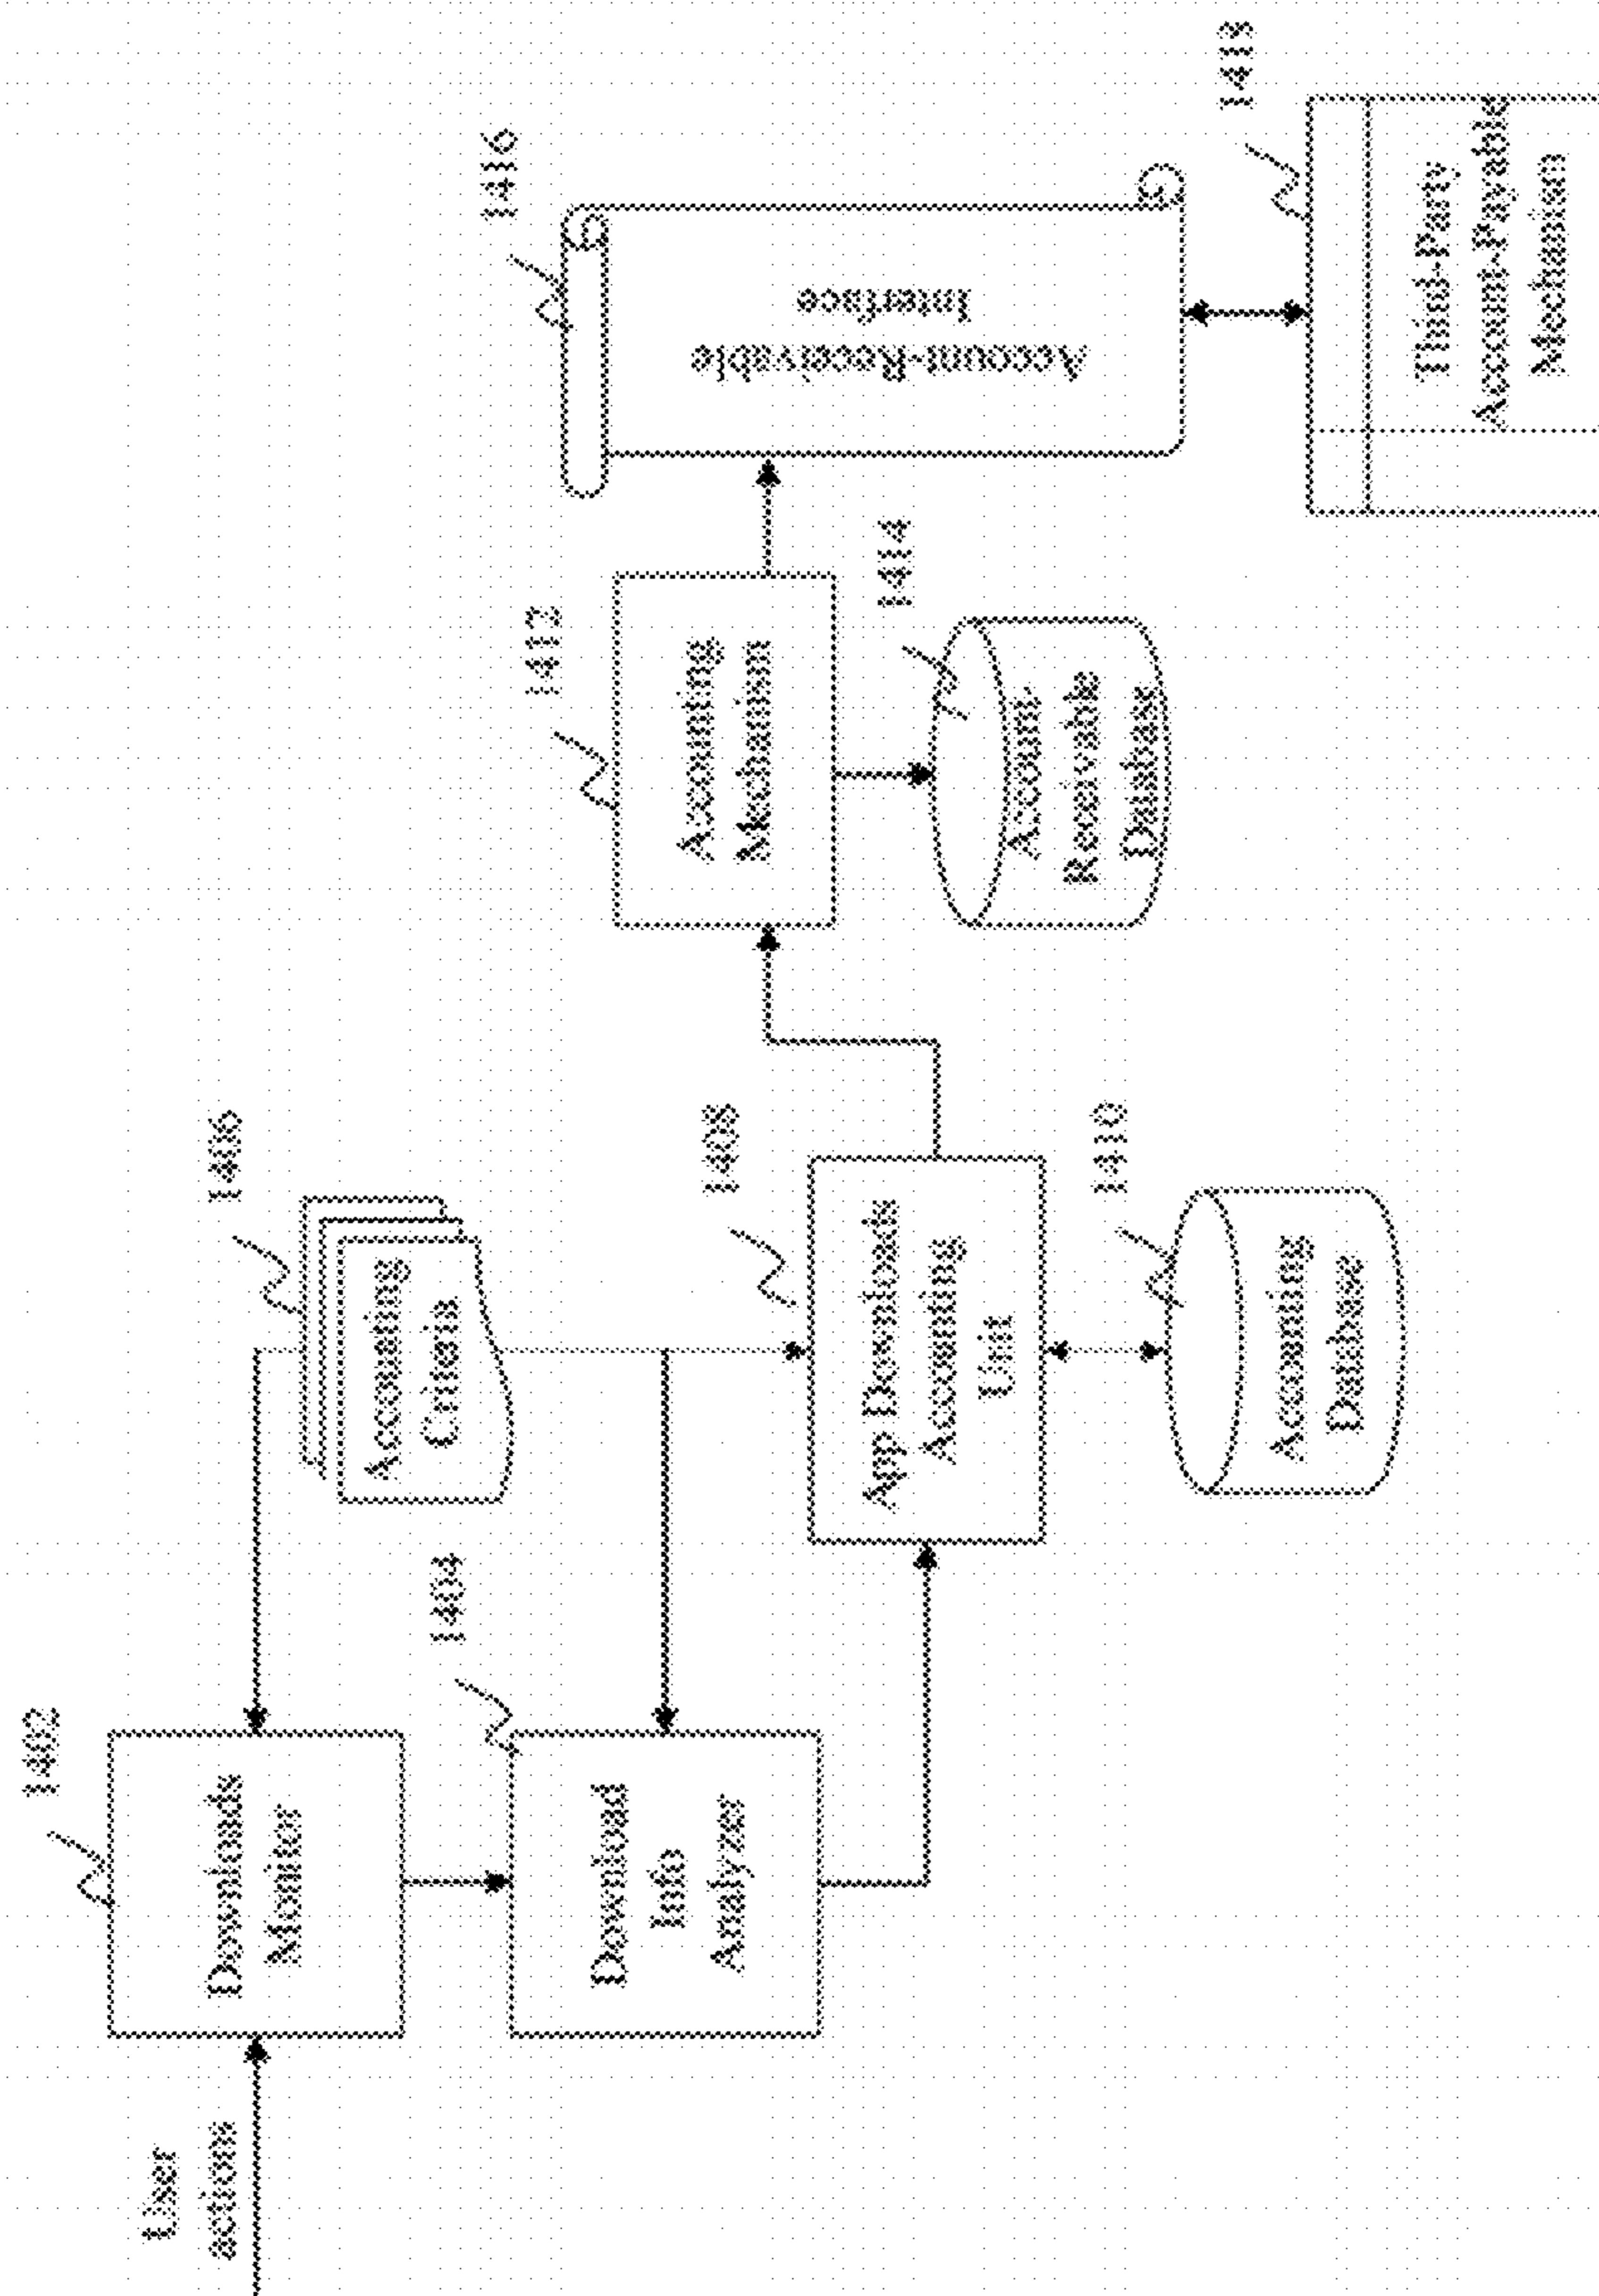 User
actions
1402
Downloads
Monitor
1404
Download
Info
Analyzer
1406
Accounting
Criteria
1408
App Downloads
Accounting
Unit
1410
Accounting
Database
1412
Accounting
Mechanism
1414
Account-
Receivable
Database
1416
Account-Receivable
Interface
1418
Third-Party
Account-Payable
Mechanism